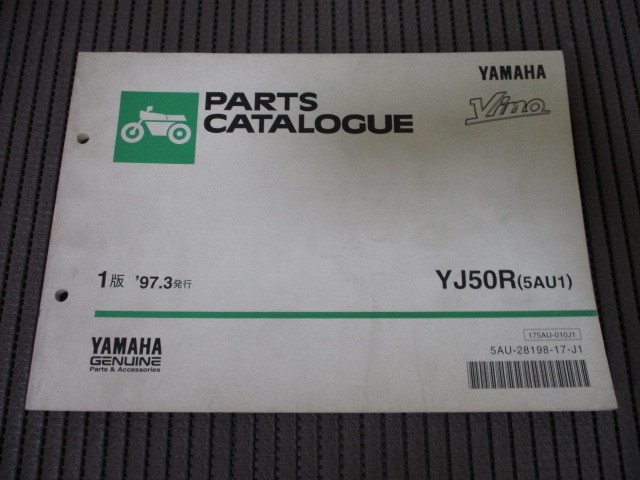 YAMAHA
Vino
PARTS
CATALOGUE
1版 '97.3発行
YJ50R(5AU1)
175AU-010J1
5AU-28198-17-J1
YAMAHA
GENUINE
Parts & Accessories